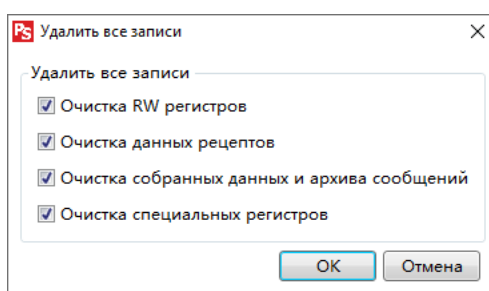 PS Удалить все записи
Удалить все записи
Очистка RW регистров
Очистка данных рецептов
Очистка собранных данных и архива сообщений
Очистка специальных регистров
OK Отмена